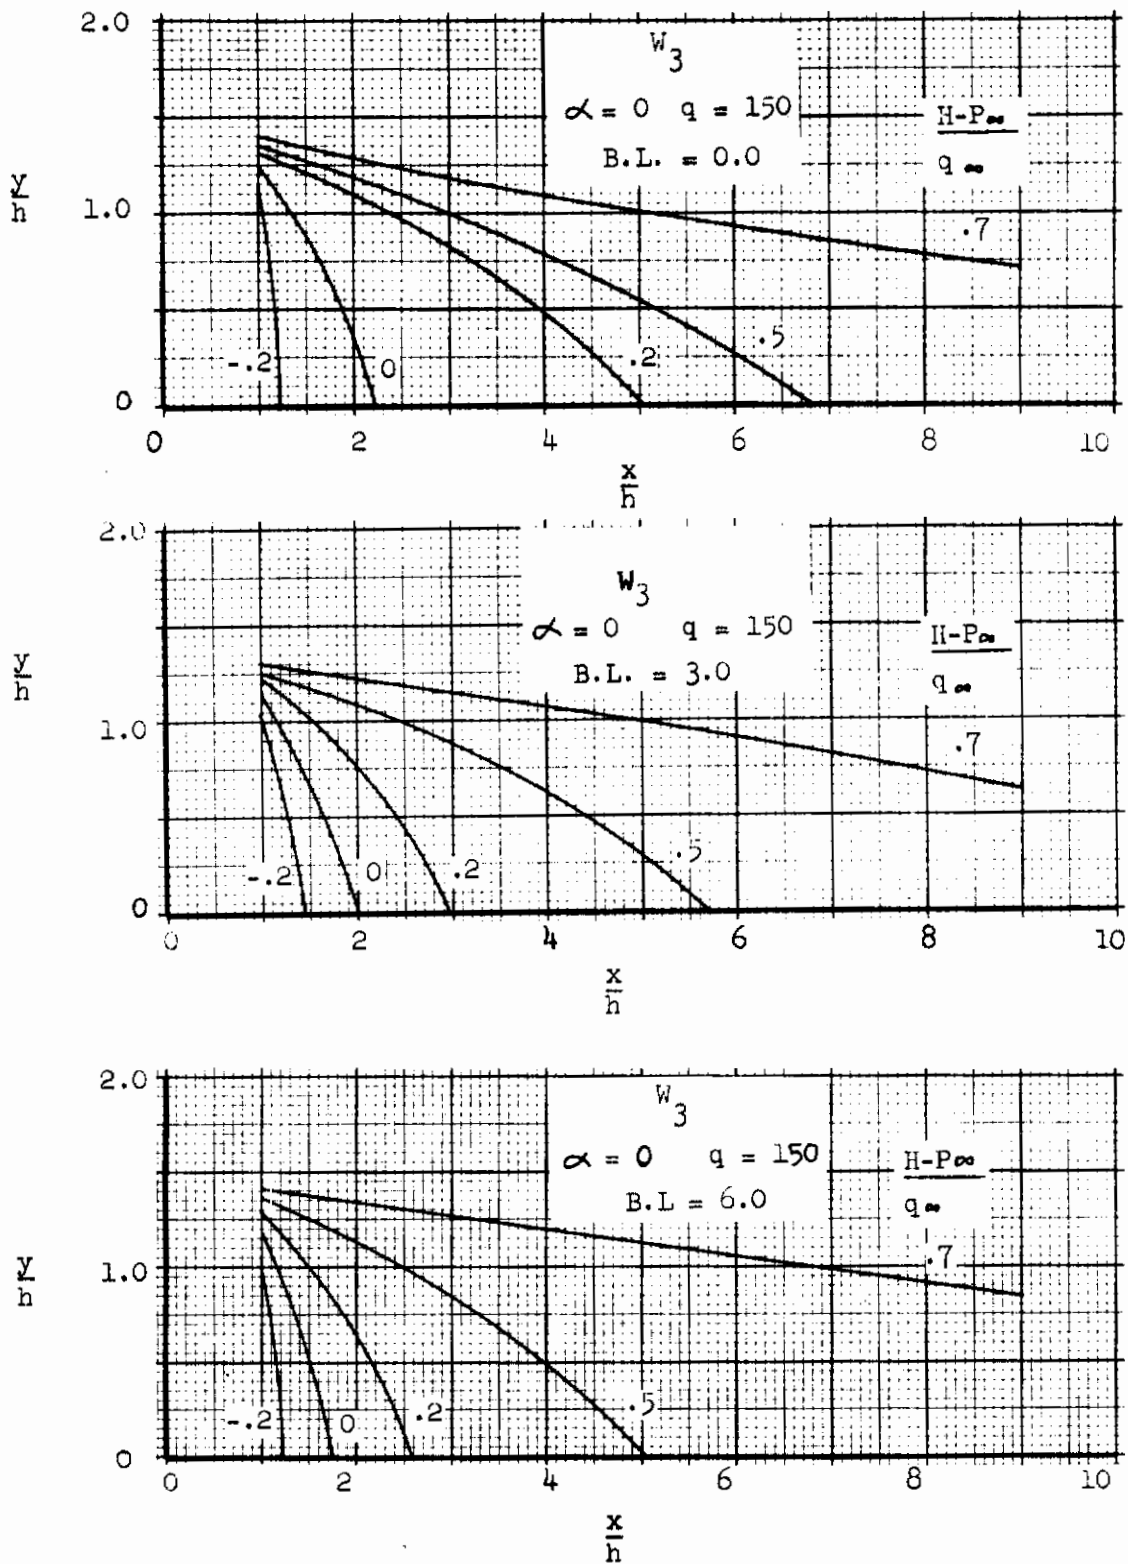 2.0
W3
α = 0 q = 150
H-P∞
B.L. = 0.0
q∞
y
h
1.0
.7
.5
.2
-.2
0
0
0
2
4
6
8
10
x
h
2.0
W3
α = 0 q = 150
H-P∞
B.L. = 3.0
q∞
y
h
1.0
.7
.5
-.2
0
.2
0
0
2
4
6
8
10
x
h
2.0
W3
α = 0 q = 150
H-P∞
B.L = 6.0
q∞
y
h
1.0
.7
-.2
0
.2
.5
0
0
2
4
6
8
10
x
h